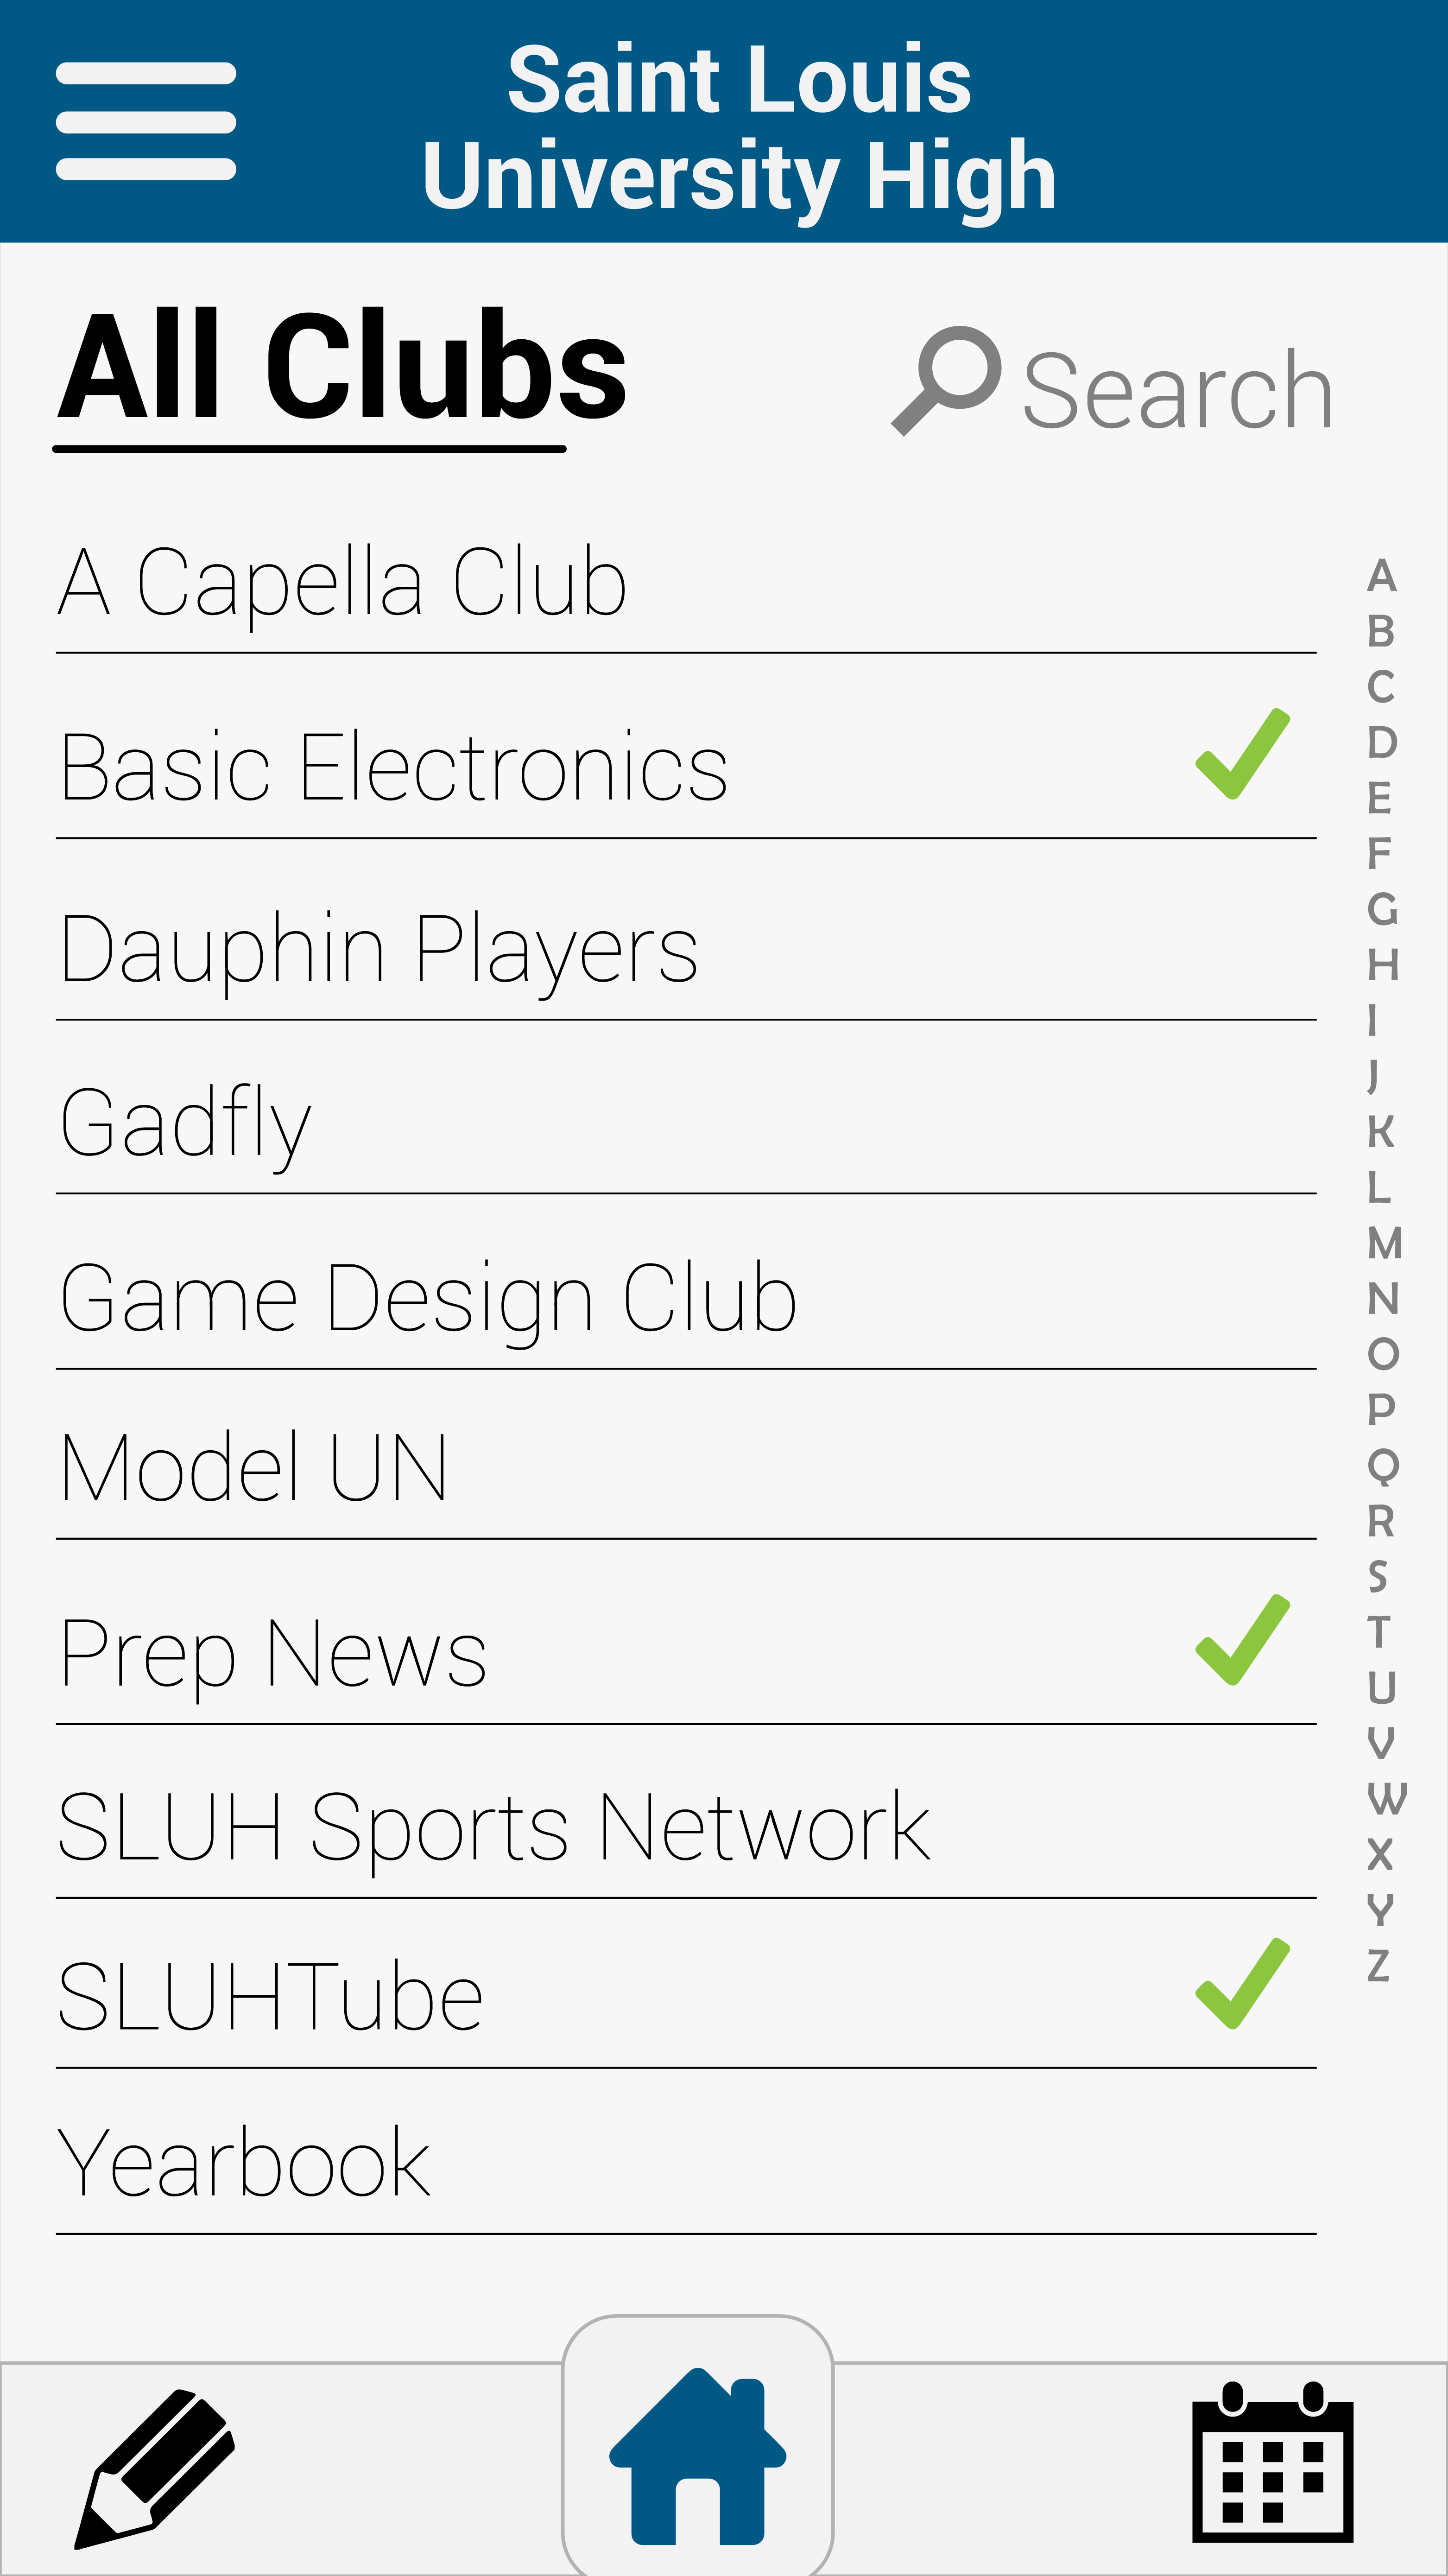 Saint Louis
University High
All Clubs
Search
A Capella Club
Basic Electronics
Dauphin Players
Gadfly
Game Design Club
Model UN
Prep News
SLUH Sports Network
SLUHTube
Yearbook
A
B
C
D
E
F
G
H
I
J
K
L
M
N
O
P
Q
R
S
T
U
V
W
X
Y
Z